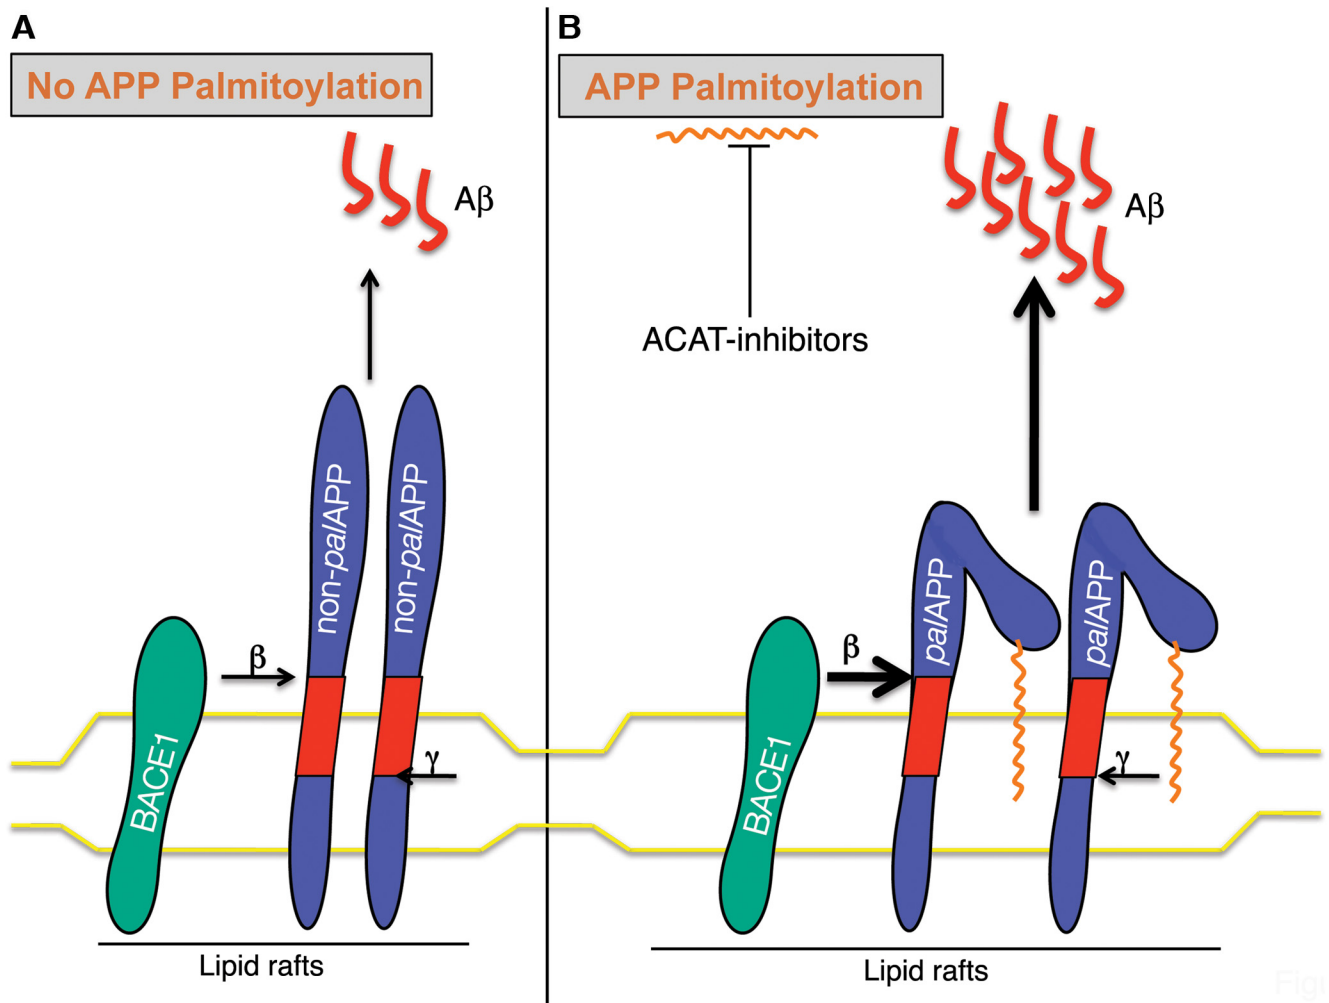 A
No APP Palmitoylation
Aβ
non-palAPP
non-palAPP
β
γ
BACE1
Lipid rafts
B
APP Palmitoylation
Aβ
ACAT-inhibitors
palAPP
palAPP
β
γ
BACE1
Lipid rafts